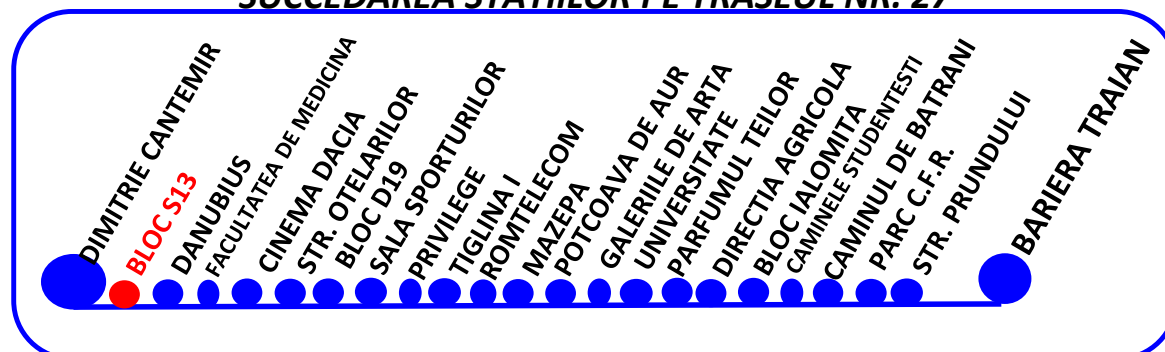 SUCCEDAREA STATIILOR PE TRASEUL NR. 27
DIMITRIE CANTEMIR
BLOC S13
DANUBIUS
FACULTATEA DE MEDICINA
CINEMA DACIA
STR. OTELARILOR
BLOC D19
SALA SPORTURILOR
PRIVILEGE
TIGLINA I
ROMTELECOM
MAZEPA
POTCOAVA DE AUR
GALERIILE DE ARTA
UNIVERSITATE
PARFUMUL TEILOR
DIRECTIA AGRICOLA
BLOC IALOMITA
CAMINELE STUDENTESTI
CAMINUL DE BATRANI
PARC C.F.R.
STR. PRUNDULUI
BARIERA TRAIAN